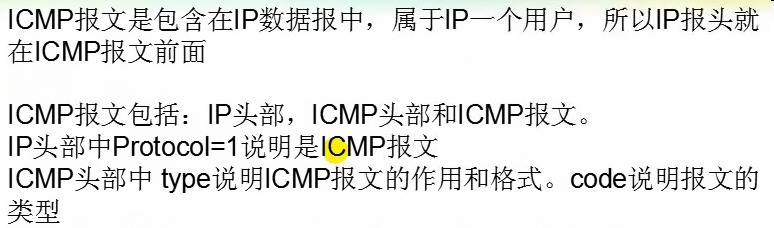 ICMP报文是包含在IP数据报中，属于IP一个用户，所以IP报头就
在ICMP报文前面
ICMP报文包括：IP头部，ICMP头部和ICMP报文。
IP头部中Protocol=1说明是ICMP报文
ICMP头部中 type说明ICMP报文的作用和格式。code说明报文的
类型